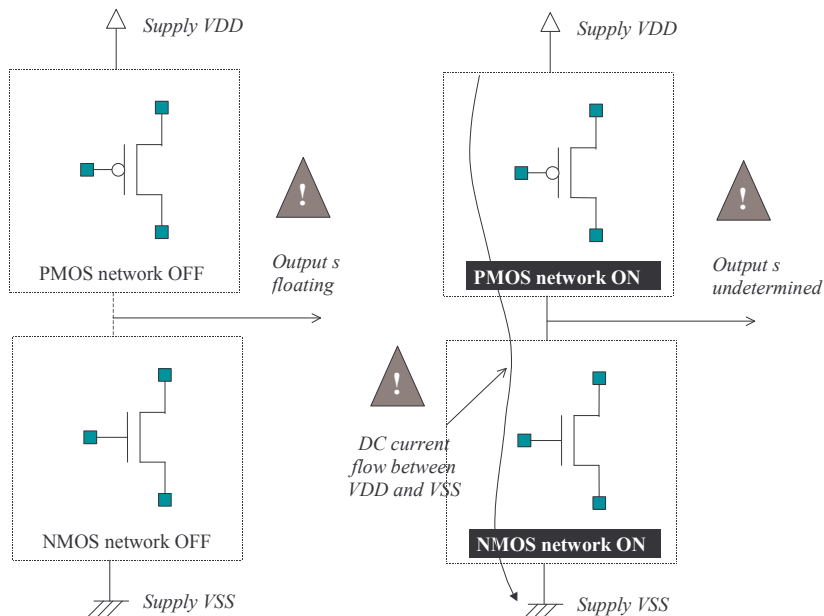 Supply VDD
!
PMOS network OFF
Output s
floating
NMOS network OFF
Supply VSS
Supply VDD
!
PMOS network ON
Output s
undetermined
!
DC current
flow between
VDD and VSS
NMOS network ON
Supply VSS